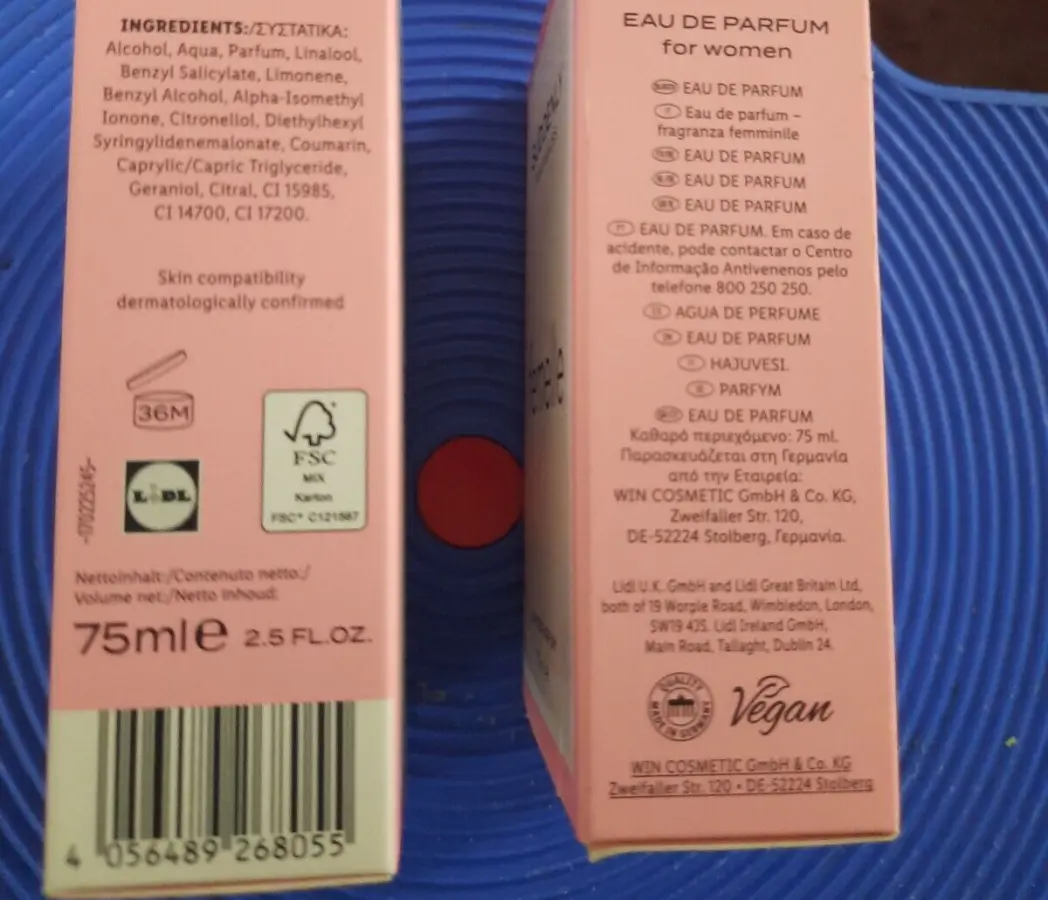 INGREDIENTS:/ΣΥΣΤΑΤΙΚΑ:
Alcohol, Aqua, Parfum, Linalool,
Benzyl Salicylate, Limonene,
Benzyl Alcohol, Alpha-Isomethyl
Ionone, Citronellol, Diethylhexyl
Syringylidenemalonate, Coumarin,
Caprylic/Capric Triglyceride,
Geraniol, Citral, CI 15985,
CI 14700, CI 17200.
Skin compatibility
dermatologically confirmed
36M
LIDL
FSC
MIX
Karton
FSC® C121567
Nettoinhalt:/Contenuto netto:/
Volume net:/Netto inhoud:
75ml e 2.5 FL.OZ.
4 056489 268055
EAU DE PARFUM
for women
EAU DE PARFUM
Eau de parfum –
fragranza femminile
EAU DE PARFUM
EAU DE PARFUM
EAU DE PARFUM
EAU DE PARFUM. Em caso de
acidente, pode contactar o Centro
de Informação Antivenenos pelo
telefone 800 250 250.
AGUA DE PERFUME
EAU DE PARFUM
HAJUVESI.
PARFYM
EAU DE PARFUM
Καθαρό περιεχόμενο: 75 ml.
Παρασκευάζεται στη Γερμανία
από την Εταιρεία:
WIN COSMETIC GmbH & Co. KG,
Zweifaller Str. 120,
DE-52224 Stolberg, Γερμανία.
Lidl U.K. GmbH and Lidl Great Britain Ltd,
both of 19 Worple Road, Wimbledon, London,
SW19 4JS. Lidl Ireland GmbH,
Main Road, Tallaght, Dublin 24.
QUALITY
MADE IN GERMANY
Vegan
WIN COSMETIC GmbH & Co. KG
Zweifaller Str. 120 • DE-52224 Stolberg